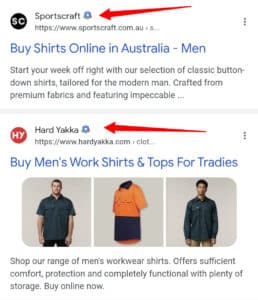 SC
Sportscraft
https://www.sportscraft.com.au › s...
Buy Shirts Online in Australia - Men
Start your week off right with our selection of classic button-
down shirts, tailored for the modern man. Crafted from
premium fabrics and featuring impeccable ...
HY
Hard Yakka
https://www.hardyakka.com › clot...
Buy Men's Work Shirts & Tops For Tradies
Shop our range of men's workwear shirts. Offers sufficient
comfort, protection and completely functional with plenty of
storage. Buy online now.